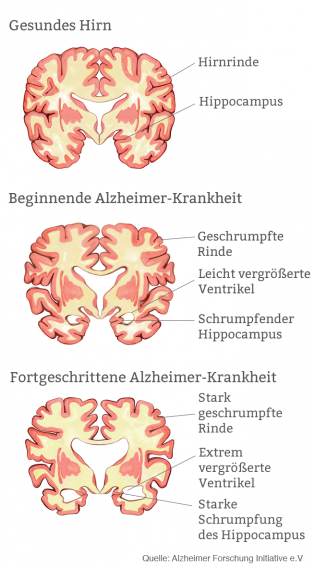 Gesundes Hirn
Hirnrinde
Hippocampus
Beginnende Alzheimer-Krankheit
Geschrumpfte
Rinde
Leicht vergrößerte
Ventrikel
Schrumpfender
Hippocampus
Fortgeschrittene Alzheimer-Krankheit
Stark
geschrumpfte
Rinde
Extrem
vergrößerte
Ventrikel
Starke
Schrumpfung
des Hippocampus
Quelle: Alzheimer Forschung Initiative e.V